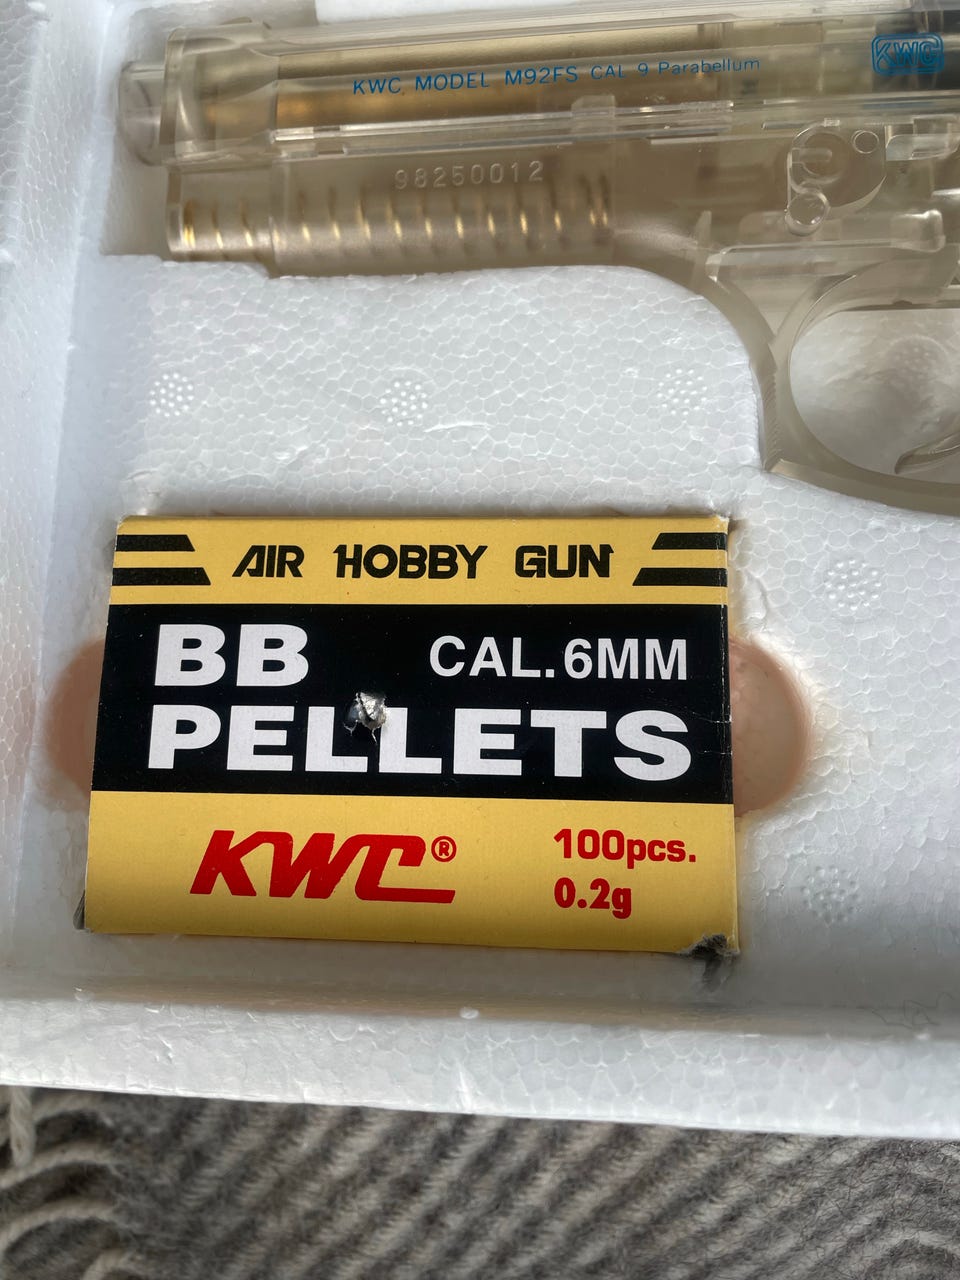 KWC, MODEL M92FS CAL 9 Parabellum
KWC
98250012
AIR HOBBY GUN
BB CAL.6MM
PELLETS
KWC®
100pcs.
0.2g